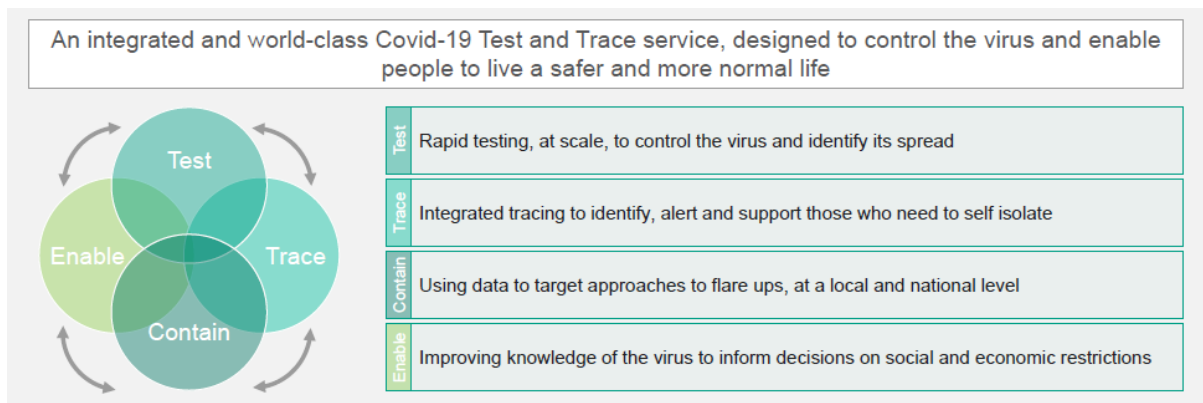 An integrated and world-class Covid-19 Test and Trace service, designed to control the virus and enable
people to live a safer and more normal life
Test
Enable
Trace
Contain
Test
Rapid testing, at scale, to control the virus and identify its spread
Trace
Integrated tracing to identify, alert and support those who need to self isolate
Contain
Using data to target approaches to flare ups, at a local and national level
Enable
Improving knowledge of the virus to inform decisions on social and economic restrictions